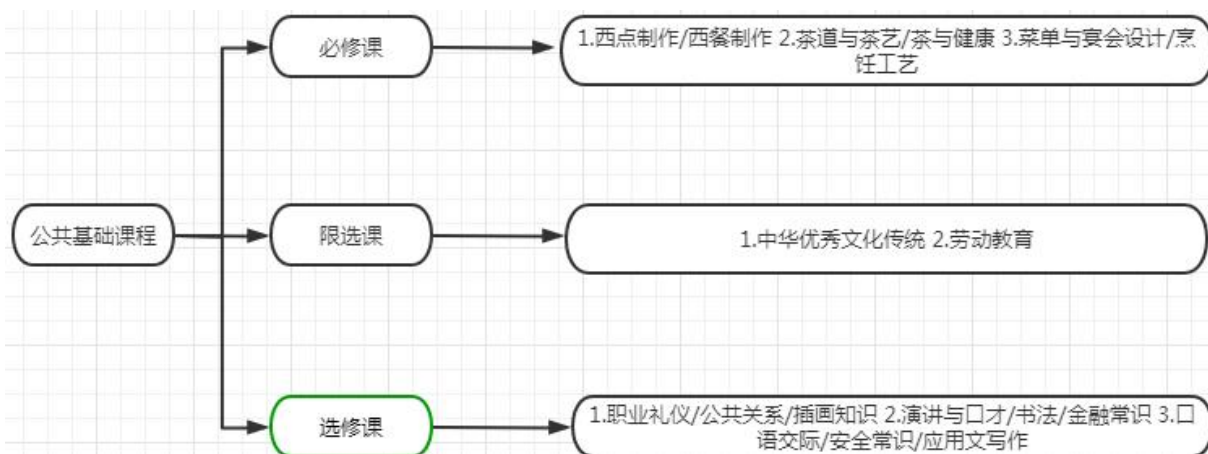 必修课
1.西点制作/西餐制作 2.茶道与茶艺/茶与健康 3.菜单与宴会设计/烹
饪工艺
公共基础课程
限选课
1.中华优秀文化传统 2.劳动教育
选修课
1.职业礼仪/公共关系/插画知识 2.演讲与口才/书法/金融常识 3.口
语交际/安全常识/应用文写作